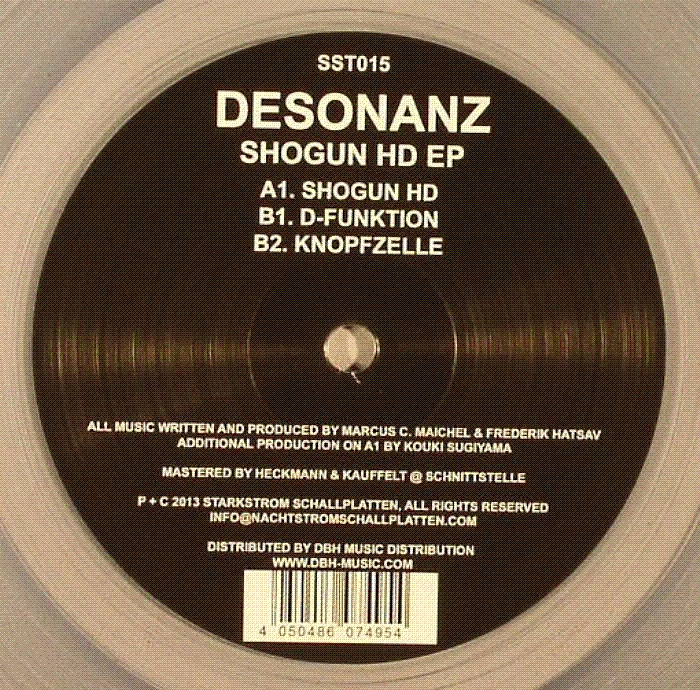 SST015
DESONANZ
SHOGUN HD EP
A1. SHOGUN HD
B1. D-FUNKTION
B2. KNOPFZELLE
ALL MUSIC WRITTEN AND PRODUCED BY MARCUS C. MAICHEL & FREDERIK HATSAV
ADDITIONAL PRODUCTION ON A1 BY KOUKI SUGIYAMA
MASTERED BY HECKMANN & KAUFFELT @ SCHNITTSTELLE
P + C 2013 STARKSTROM SCHALLPLATTEN, ALL RIGHTS RESERVED
INFO@NACHTSTROMSCHALLPLATTEN.COM
DISTRIBUTED BY DBH MUSIC DISTRIBUTION
WWW.DBH-MUSIC.COM
4 050486 074954